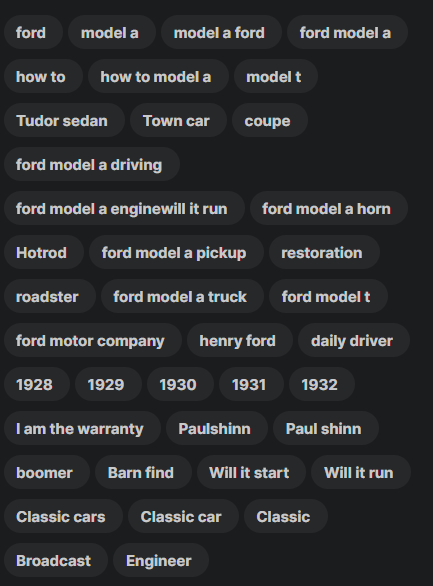 ford model a model a ford ford model a
how to how to model a model t
Tudor sedan Town car coupe
ford model a driving
ford model a enginewill it run ford model a horn
Hotrod ford model a pickup restoration
roadster ford model a truck ford model t
ford motor company henry ford daily driver
1928 1929 1930 1931 1932
I am the warranty Paulshinn Paul shinn
boomer Barn find Will it start Will it run
Classic cars Classic car Classic
Broadcast Engineer